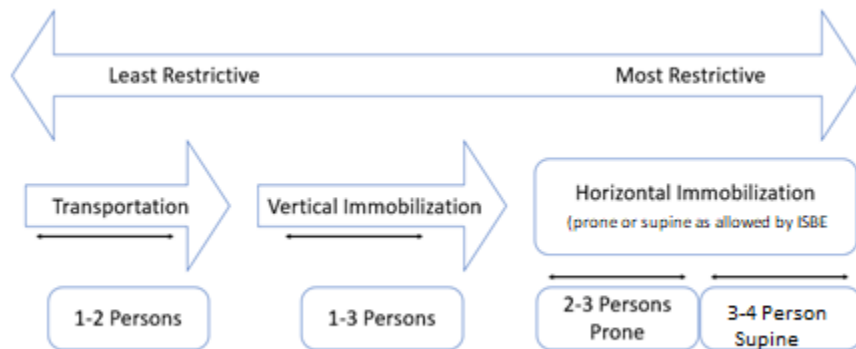 Least Restrictive
Most Restrictive
Transportation
Vertical Immobilization
Horizontal Immobilization
(prone or supine as allowed by ISBE
1-2 Persons
1-3 Persons
2-3 Persons
Prone
3-4 Person
Supine